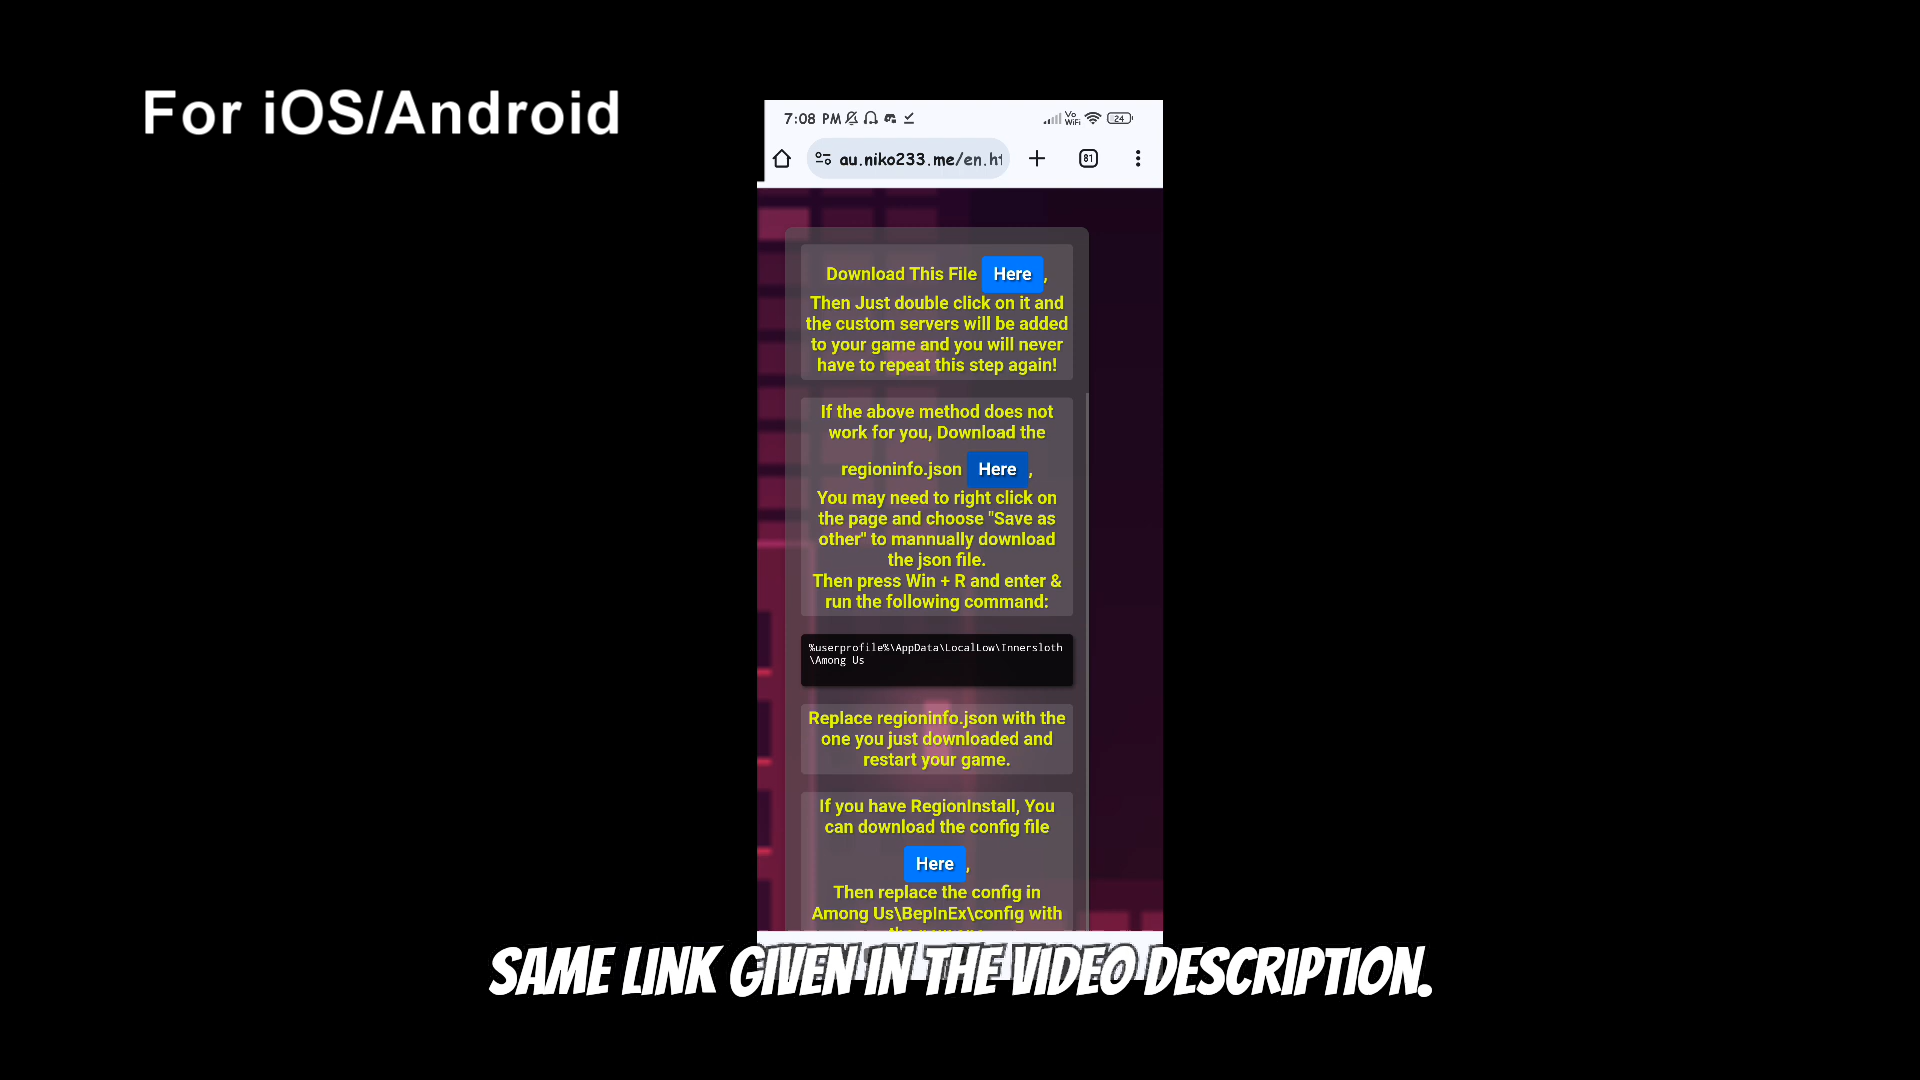 For iOS/Android
7:08 PM
Vo
WiFi
24
au.niko233.me/en.ht
81
Download This File Here,
Then Just double click on it and
the custom servers will be added
to your game and you will never
have to repeat this step again!
If the above method does not
work for you, Download the
regioninfo.json Here,
You may need to right click on
the page and choose "Save as
other" to mannually download
the json file.
Then press Win + R and enter &
run the following command:
%userprofile%\AppData\LocalLow\Innersloth
\Among Us
Replace regioninfo.json with the
one you just downloaded and
restart your game.
If you have RegionInstall, You
can download the config file
Here,
Then replace the config in
Among Us\BepInEx\config with
SAME LINK GIVEN IN THE VIDEO DESCRIPTION.